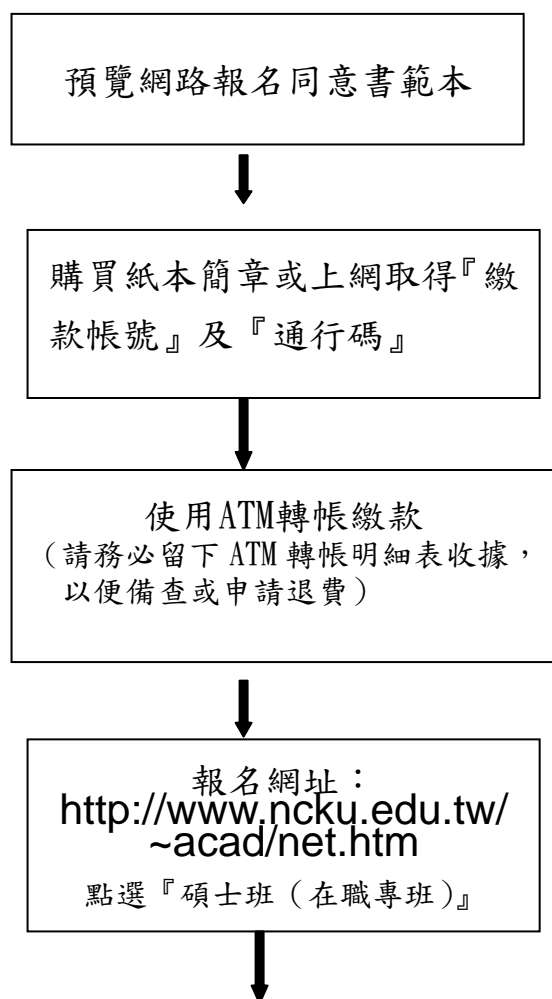 預覽網路報名同意書範本
購買紙本簡章或上網取得『繳
款帳號』及『通行碼』
使用ATM轉帳繳款
（請務必留下 ATM 轉帳明細表收據，
以便備查或申請退費）
報名網址：
http://www.ncku.edu.tw/
~acad/net.htm
點選『碩士班（在職專班）』